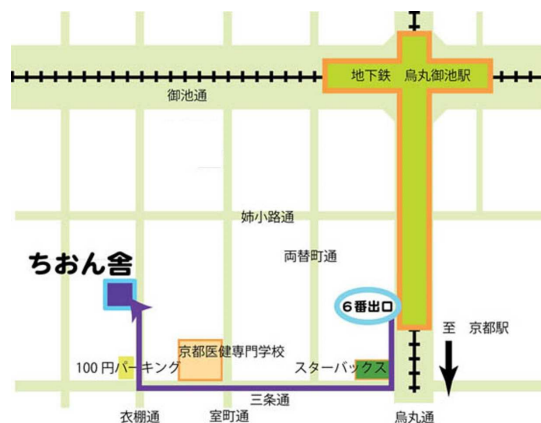 地下鉄 烏丸御池駅
御池通
姉小路通
両替町通
ちおん舎
6番出口
至 京都駅
京都医健専門学校
100円パーキング
スターバックス
三条通
衣棚通
室町通
烏丸通